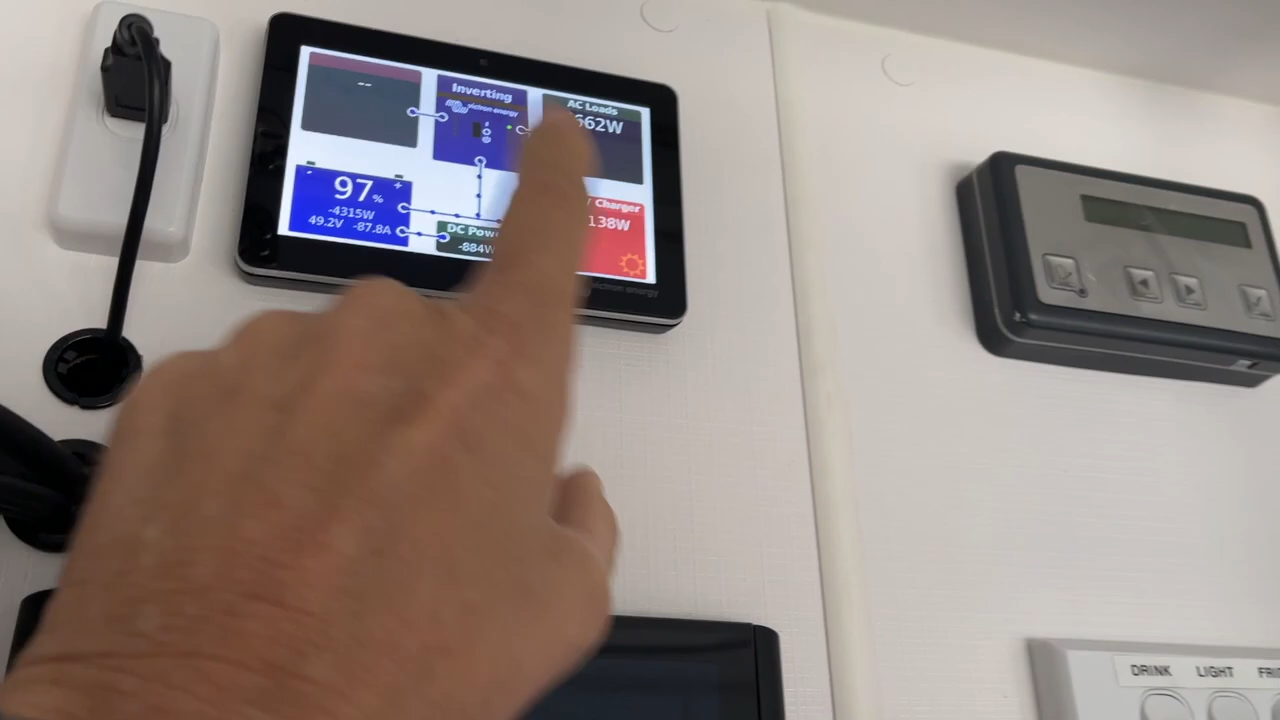 --
Inverting
victron energy
AC Loads
662W
97%
-4315W
49.2V -87.8A
DC Pow
-884W
Charger
138W
victron energy
DRINK LIGHT FRI